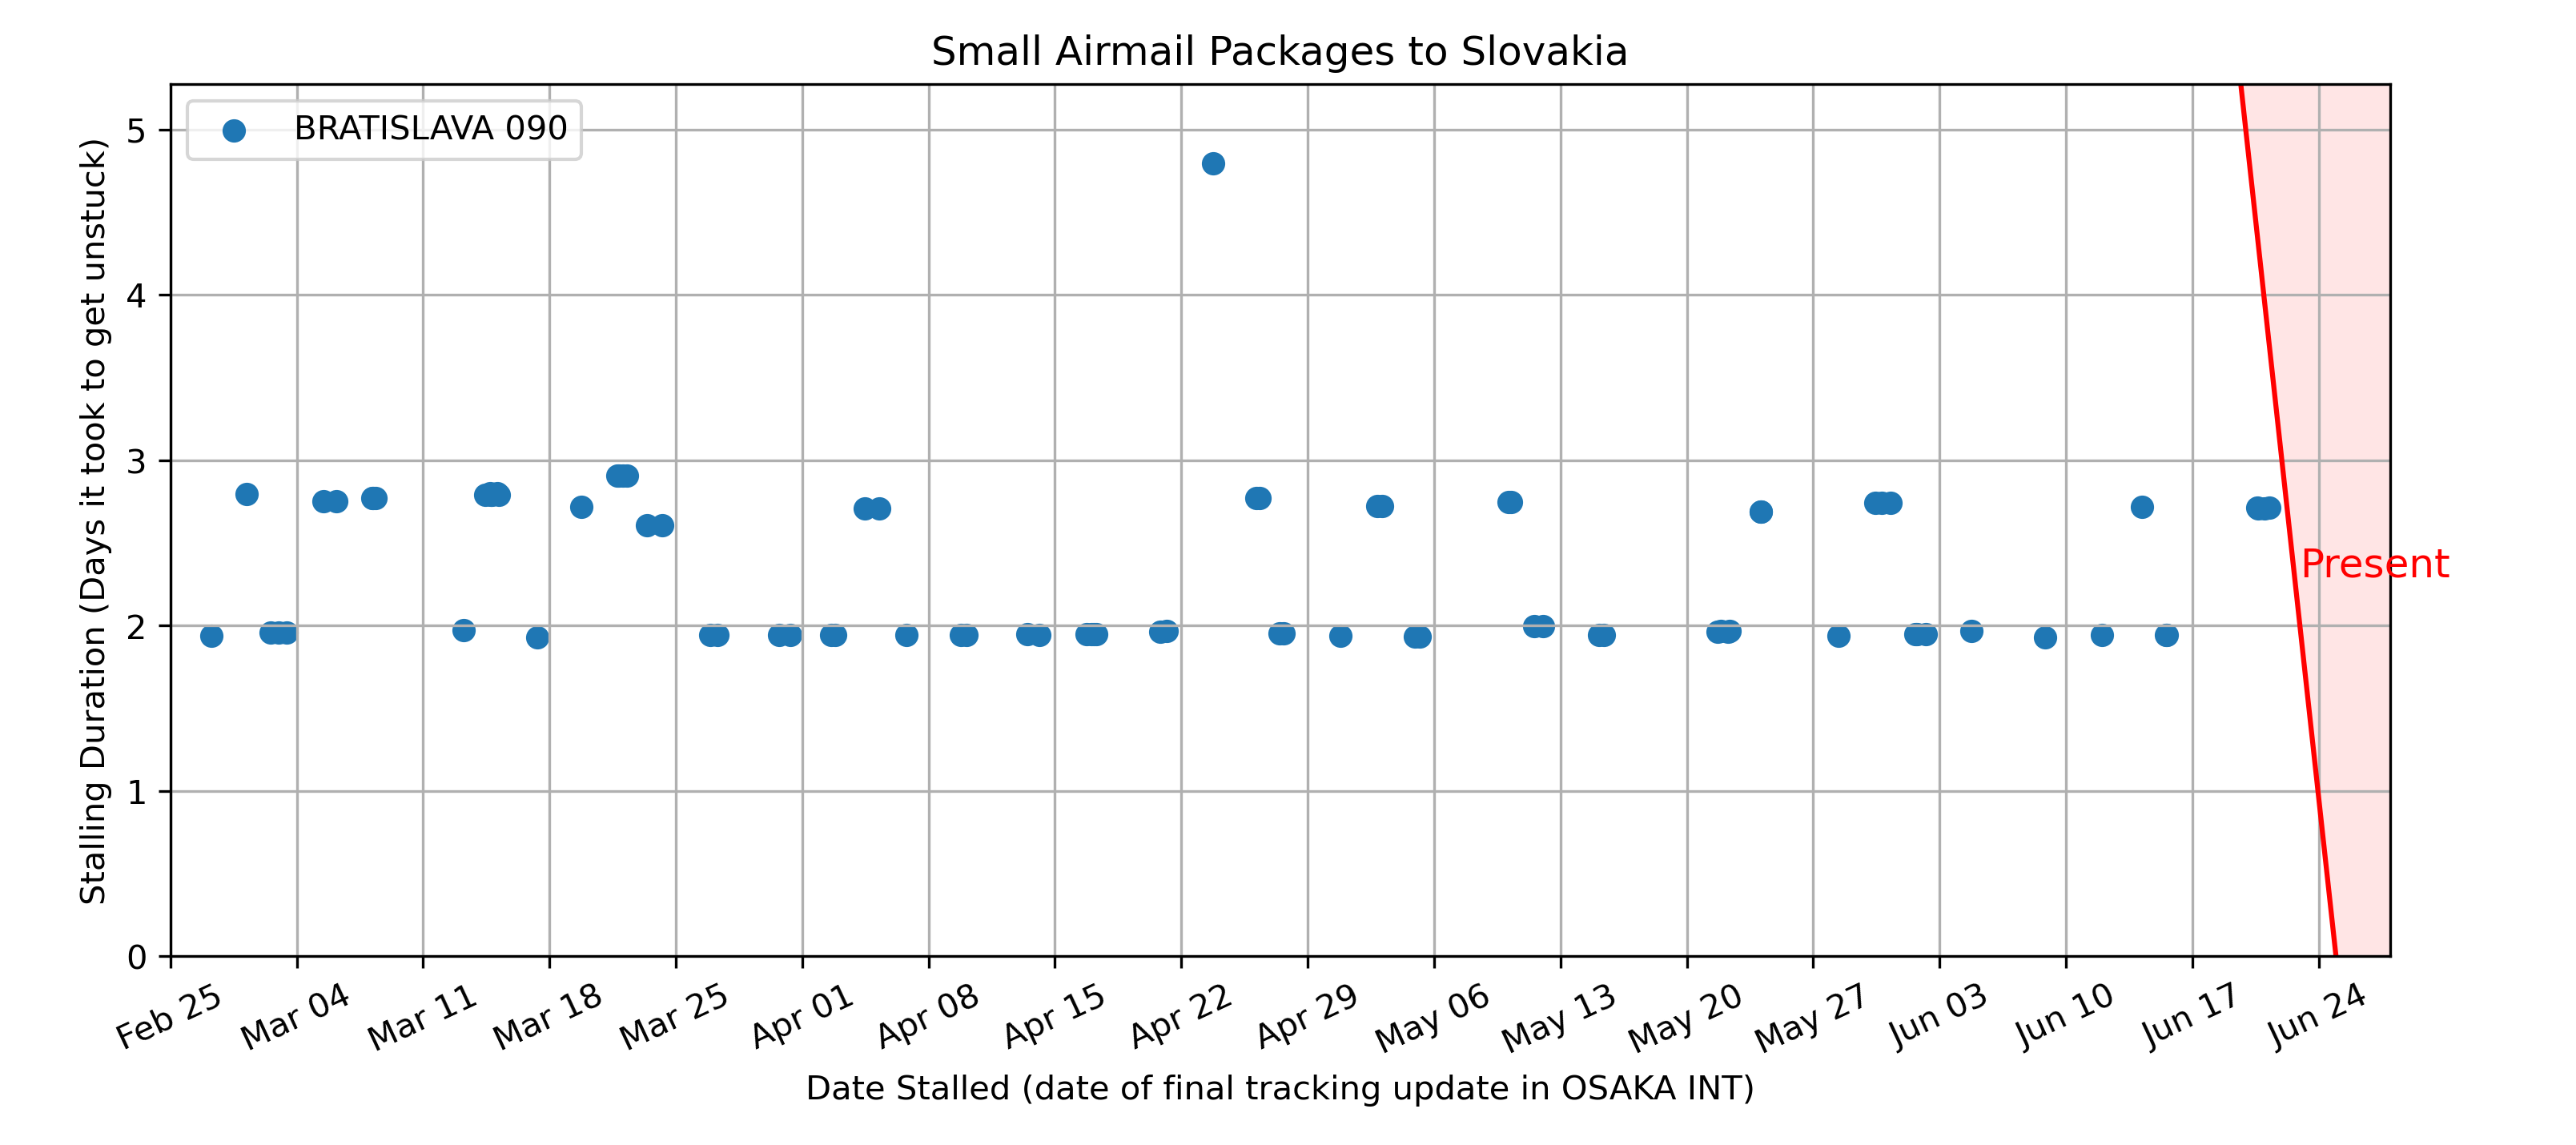 Small Airmail Packages to Slovakia
BRATISLAVA 090
Stalling Duration (Days it took to get unstuck)
5
4
3
2
1
0
Present
Feb 25
Mar 04
Mar 11
Mar 18
Mar 25
Apr 01
Apr 08
Apr 15
Apr 22
Apr 29
May 06
May 13
May 20
May 27
Jun 03
Jun 10
Jun 17
Jun 24
Date Stalled (date of final tracking update in OSAKA INT)